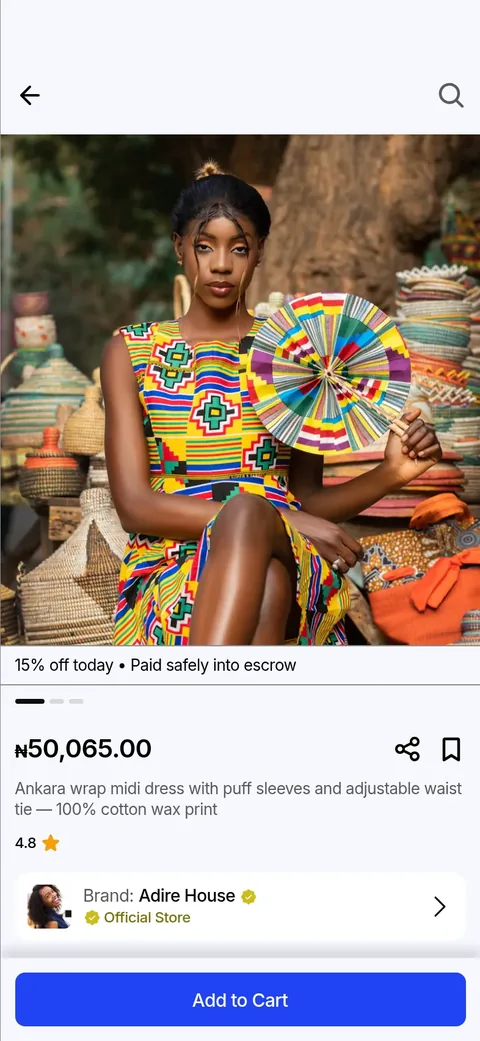 15% off today • Paid safely into escrow
₦50,065.00
Ankara wrap midi dress with puff sleeves and adjustable waist
tie — 100% cotton wax print
4.8
Brand: Adire House
Official Store
Add to Cart